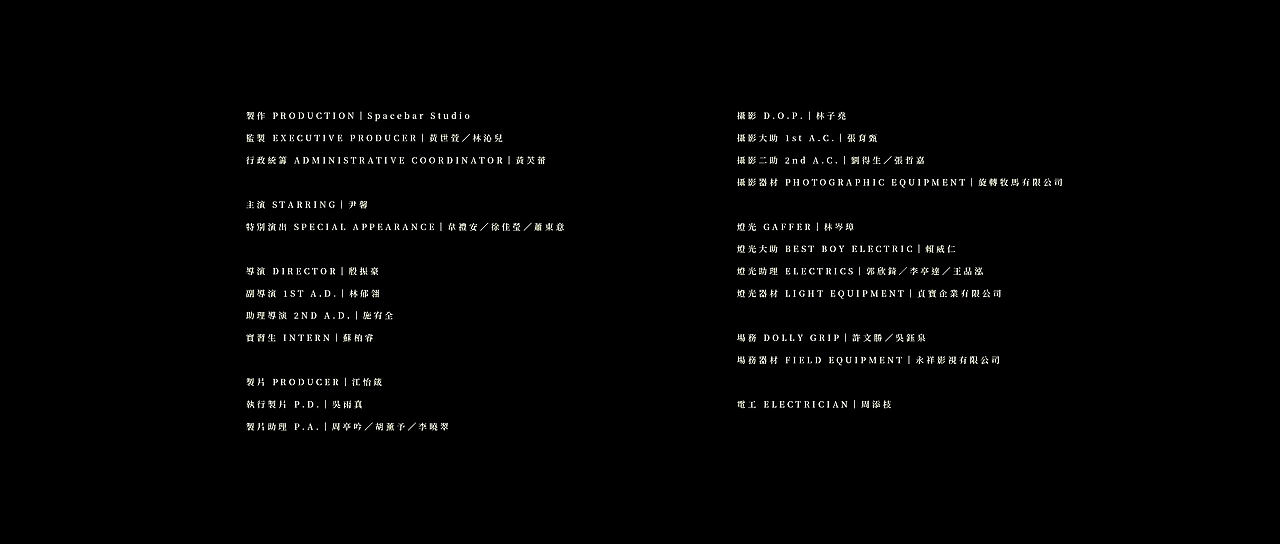 製作 PRODUCTION｜Spacebar Studio
監製 EXECUTIVE PRODUCER｜黃世萱／林沁兒
行政統籌 ADMINISTRATIVE COORDINATOR｜黃芙蕾
主演 STARRING｜尹馨
特別演出 SPECIAL APPEARANCE｜韋禮安／徐佳瑩／蕭東意
導演 DIRECTOR｜殷振豪
副導演 1ST A.D.｜林郁翎
助理導演 2ND A.D.｜施宥全
實習生 INTERN｜蘇柏睿
製片 PRODUCER｜江怡葳
執行製片 P.D.｜吳雨真
製片助理 P.A.｜周亭吟／胡薰予／李曉翠
攝影 D.O.P.｜林子堯
攝影大助 1st A.C.｜張育甄
攝影二助 2nd A.C.｜劉得生／張哲嘉
攝影器材 PHOTOGRAPHIC EQUIPMENT｜旋轉牧馬有限公司
燈光 GAFFER｜林岑璋
燈光大助 BEST BOY ELECTRIC｜賴威仁
燈光助理 ELECTRICS｜郭欣錡／李亭達／王品泓
燈光器材 LIGHT EQUIPMENT｜貞寶企業有限公司
場務 DOLLY GRIP｜許文勝／吳鈺泉
場務器材 FIELD EQUIPMENT｜永祥影視有限公司
電工 ELECTRICIAN｜周添枝